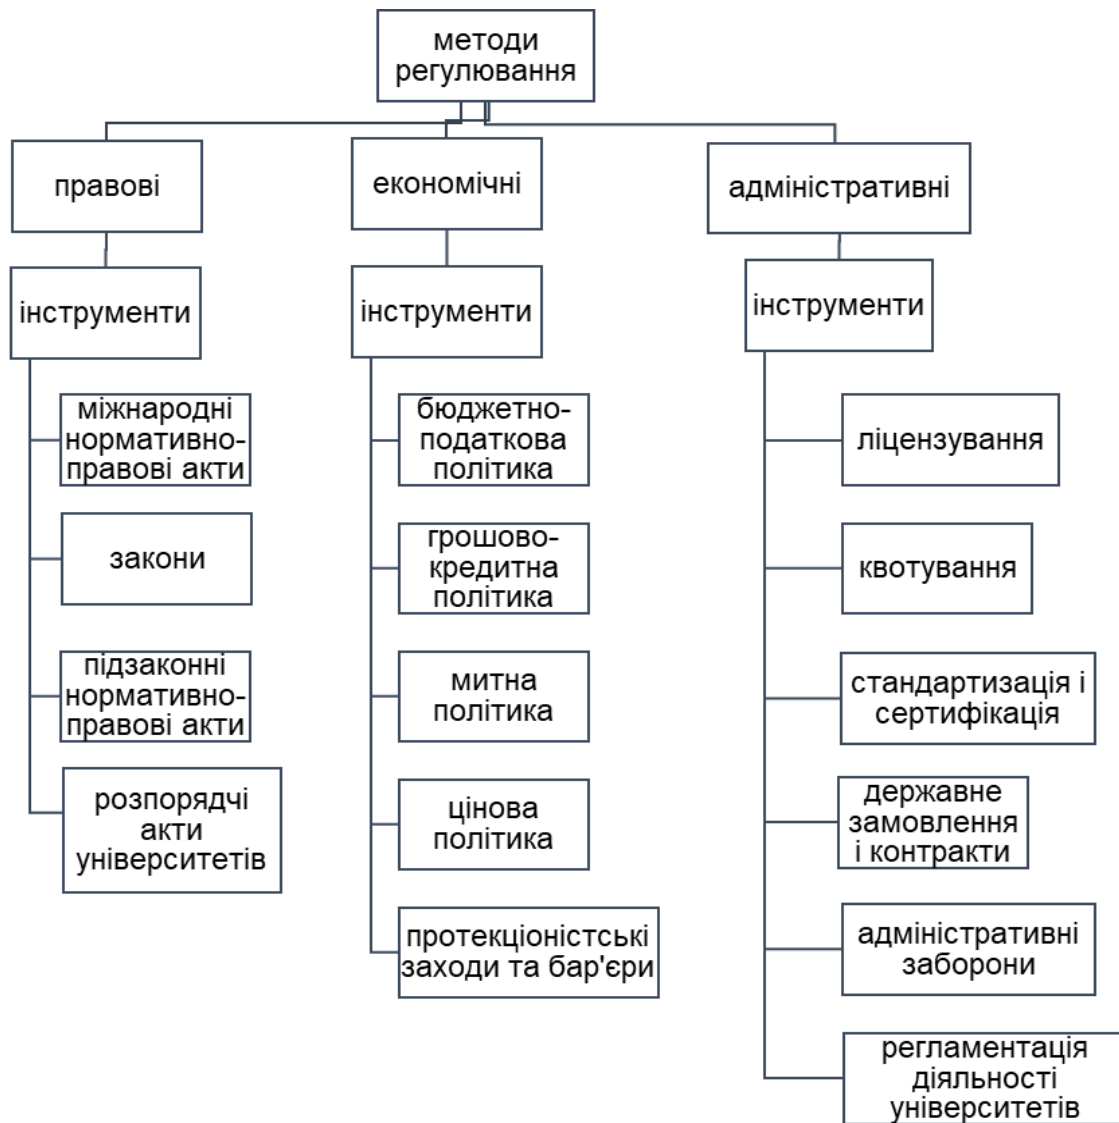 методи
регулювання
правові
економічні
адміністративні
інструменти
інструменти
інструменти
міжнародні
нормативно-
правові акти
закони
підзаконні
нормативно-
правові акти
розпорядчі
акти
університетів
бюджетно-
податкова
політика
грошово-
кредитна
політика
митна
політика
цінова
політика
протекціоністські
заходи та бар'єри
ліцензування
квотування
стандартизація і
сертифікація
державне
замовлення
і контракти
адміністративні
заборони
регламентація
діяльності
університетів